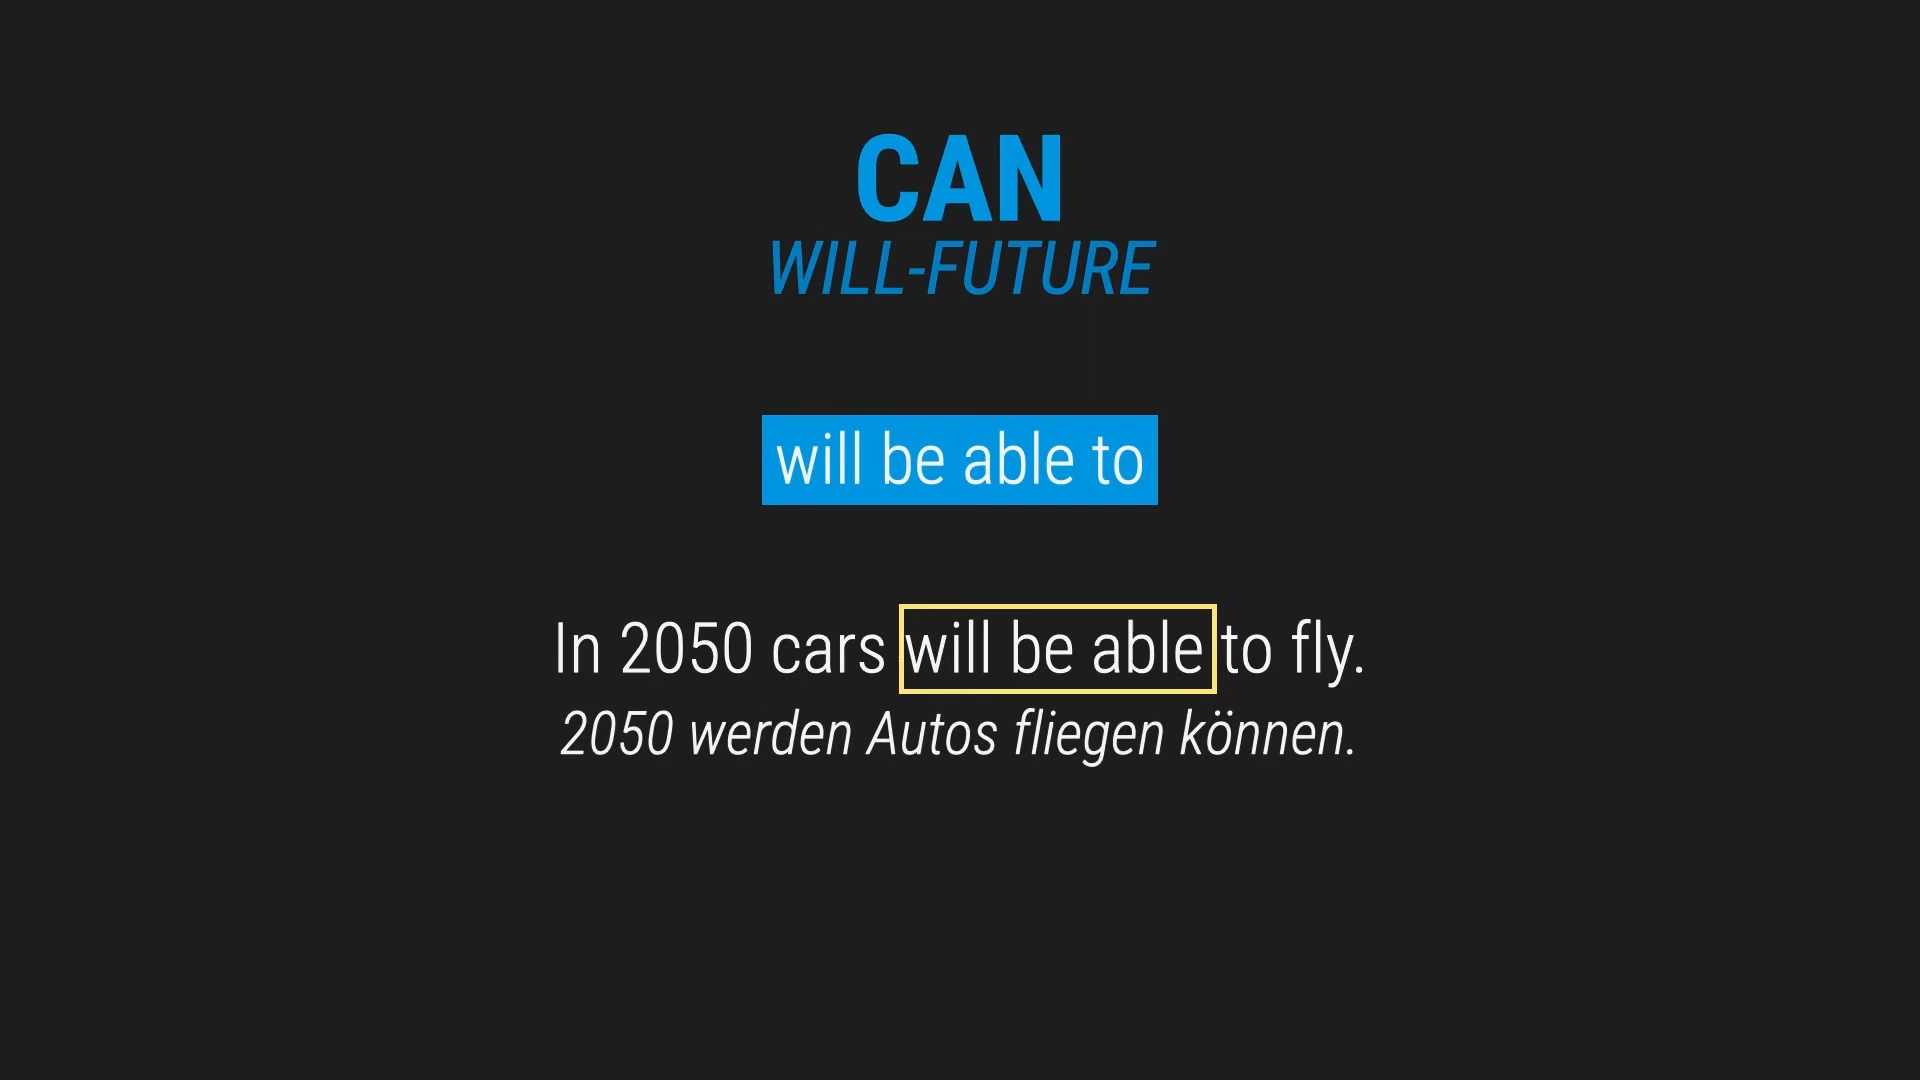 CAN
WILL-FUTURE
will be able to
In 2050 cars will be able to fly.
2050 werden Autos fliegen können.